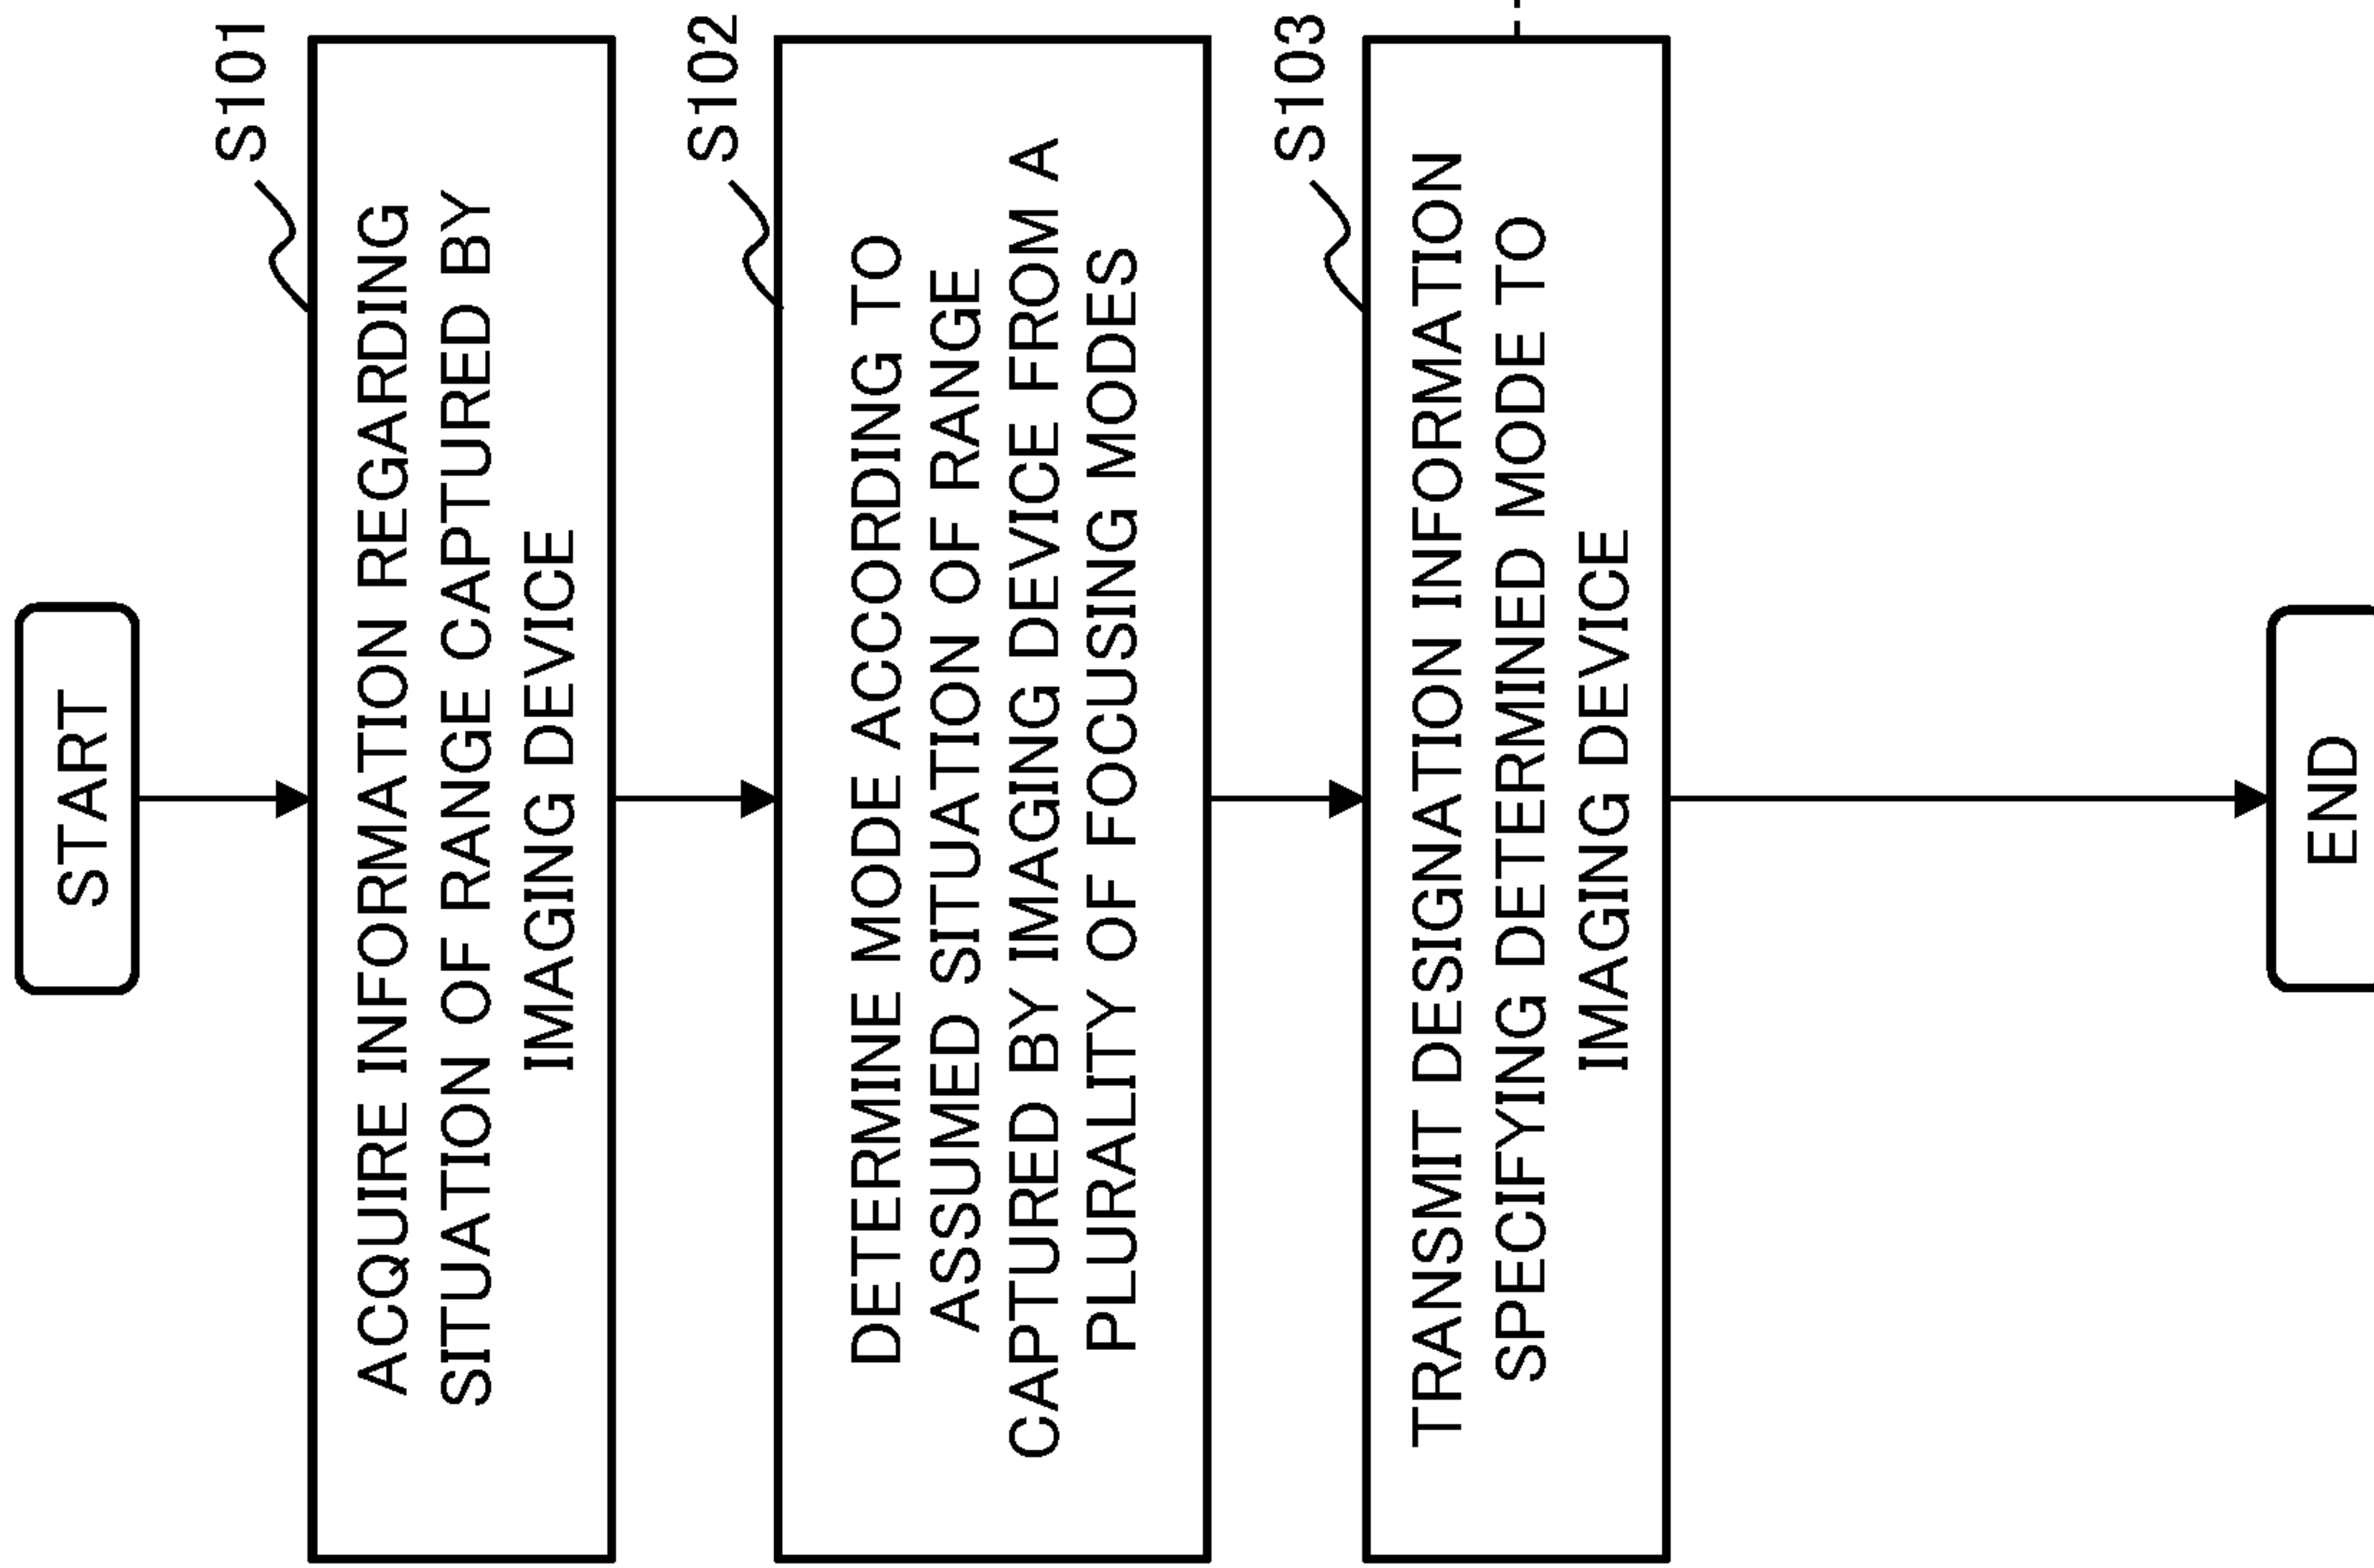 START
S101
ACQUIRE INFORMATION REGARDING
SITUATION OF RANGE CAPTURED BY
IMAGING DEVICE
S102
DETERMINE MODE ACCORDING TO
ASSUMED SITUATION OF RANGE
CAPTURED BY IMAGING DEVICE FROM A
PLURALITY OF FOCUSING MODES
S103
TRANSMIT DESIGNATION INFORMATION
SPECIFYING DETERMINED MODE TO
IMAGING DEVICE
END